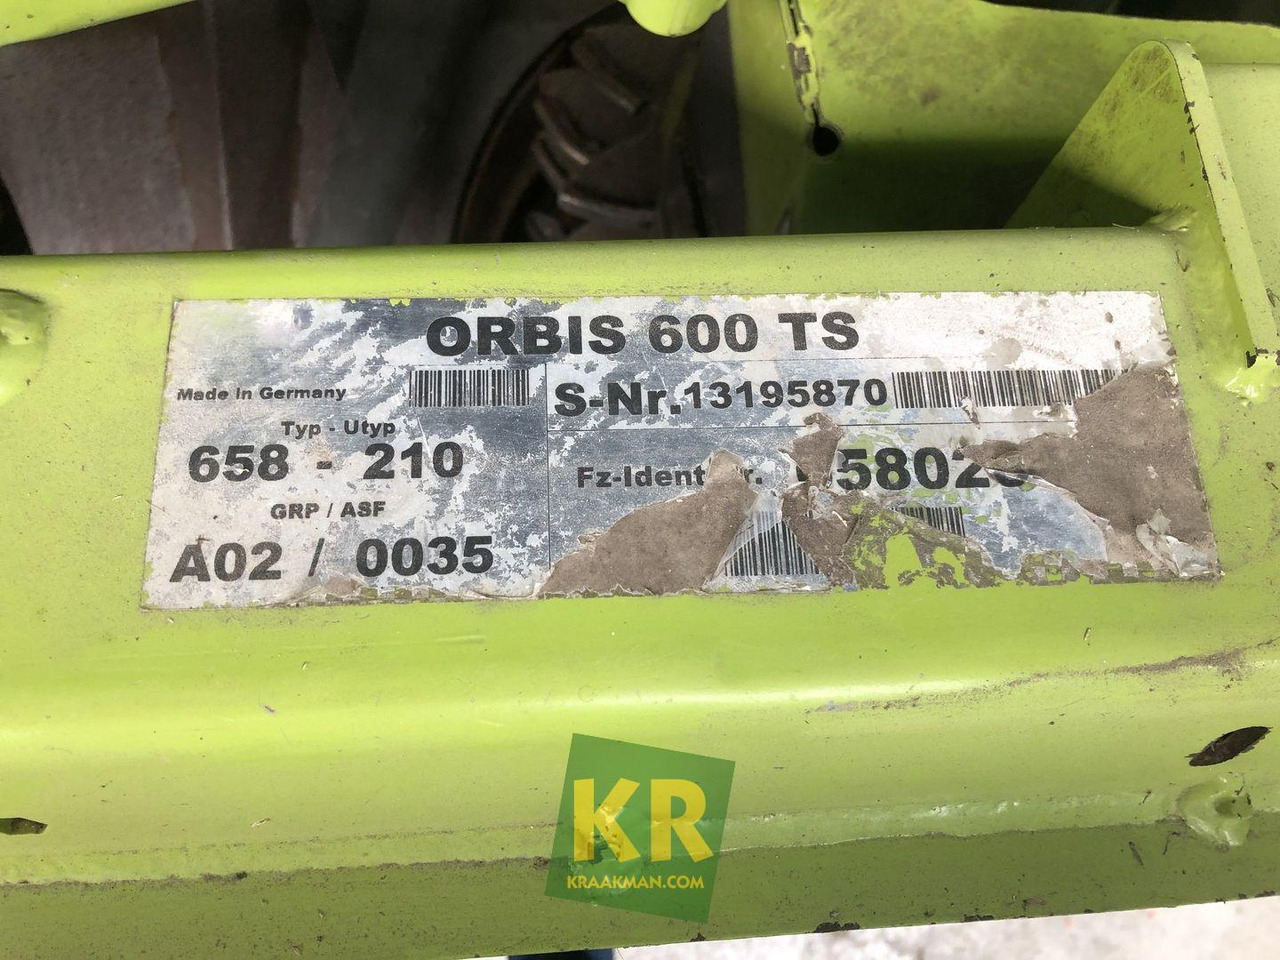 ORBIS 600 TS
Made In Germany
S-Nr. 13195870
Typ - Utyp
658 - 210
Fz-Ident
GRP / ASF
A02 / 0035
KR
KRAAKMAN.COM